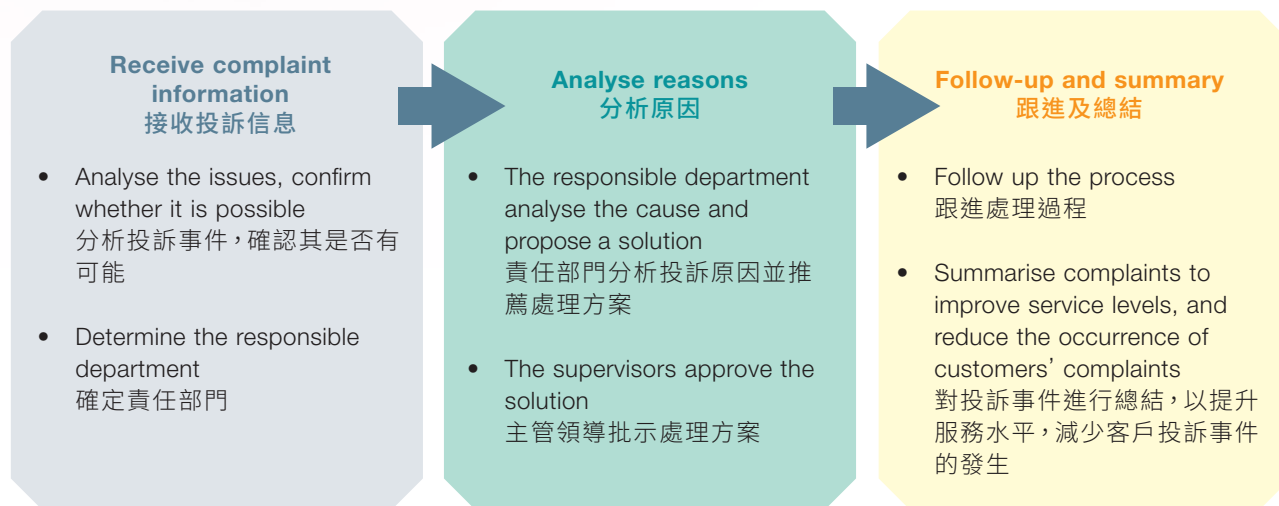 Receive complaint
information
接收投訴信息
• Analyse the issues, confirm
whether it is possible
分析投訴事件，確認其是否有
可能
• Determine the responsible
department
確定責任部門
Analyse reasons
分析原因
• The responsible department
analyse the cause and
propose a solution
責任部門分析投訴原因並推
薦處理方案
• The supervisors approve the
solution
主管領導批示處理方案
Follow-up and summary
跟進及總結
• Follow up the process
跟進處理過程
• Summarise complaints to
improve service levels, and
reduce the occurrence of
customers’ complaints
對投訴事件進行總結，以提升
服務水平，減少客戶投訴事件
的發生